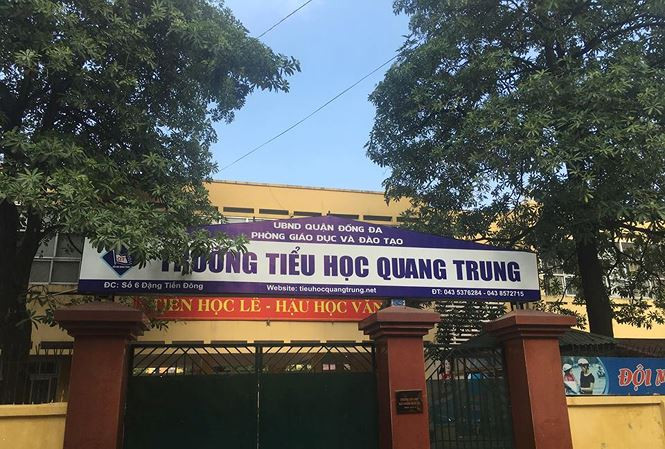 UBND QUẬN ĐỐNG ĐA
PHÒNG GIÁO DỤC VÀ ĐÀO TẠO
TRƯỜNG TIỂU HỌC QUANG TRUNG
ĐC: Số 6 Đặng Tiến Đông
Website: tieuhocquangtrung.net
ĐT: 043 5376284 - 043 8572715
TIÊN HỌC LỄ - HẬU HỌC VĂN
ĐỘI